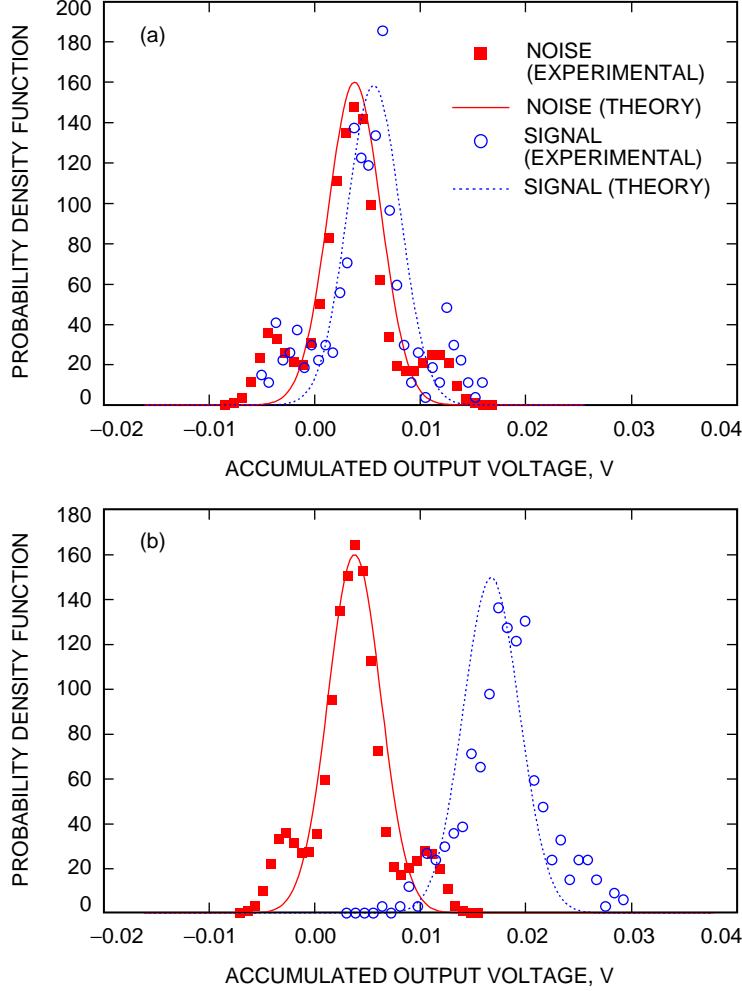 200
180
160
140
120
100
80
60
40
20
0
PROBABILITY DENSITY FUNCTION
(a)
NOISE
(EXPERIMENTAL)
NOISE (THEORY)
SIGNAL
(EXPERIMENTAL)
SIGNAL (THEORY)
−0.02
−0.01
0.00
0.01
0.02
0.03
0.04
ACCUMULATED OUTPUT VOLTAGE, V
180
160
140
120
100
80
60
40
20
0
PROBABILITY DENSITY FUNCTION
(b)
−0.02
−0.01
0.00
0.01
0.02
0.03
0.04
ACCUMULATED OUTPUT VOLTAGE, V